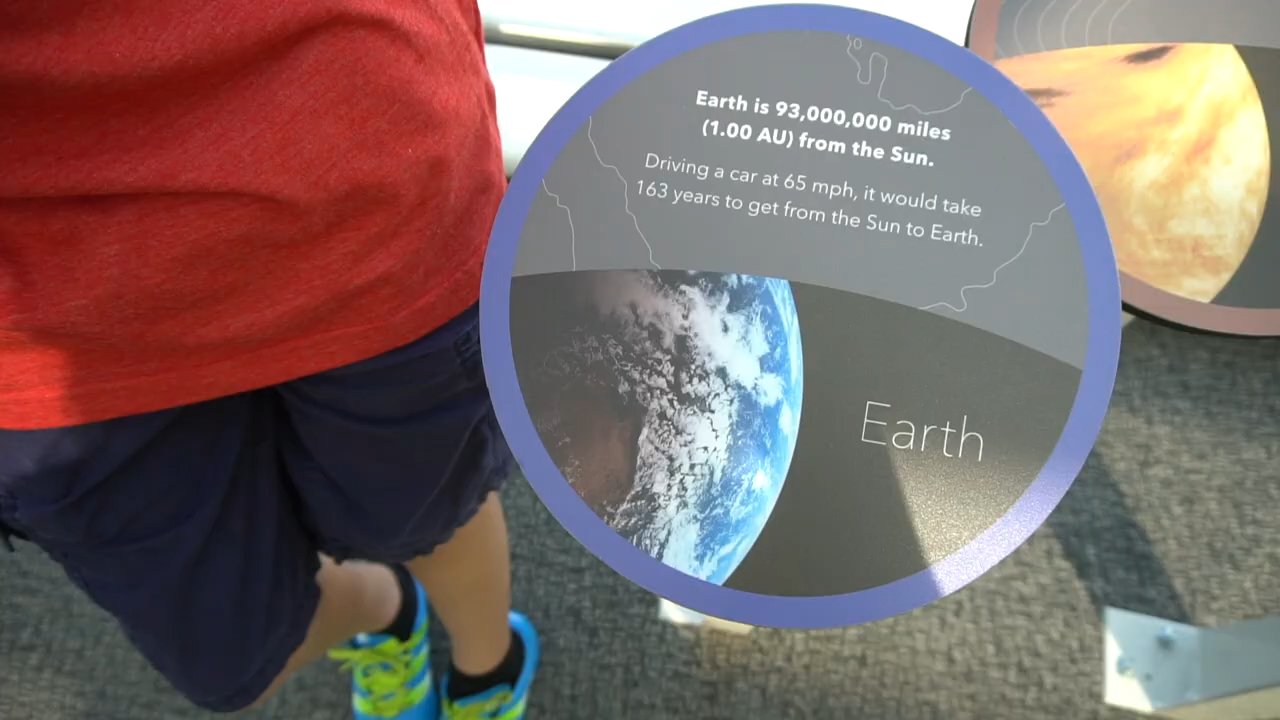 Earth is 93,000,000 miles
(1.00 AU) from the Sun.
Driving a car at 65 mph, it would take
163 years to get from the Sun to Earth.
Earth